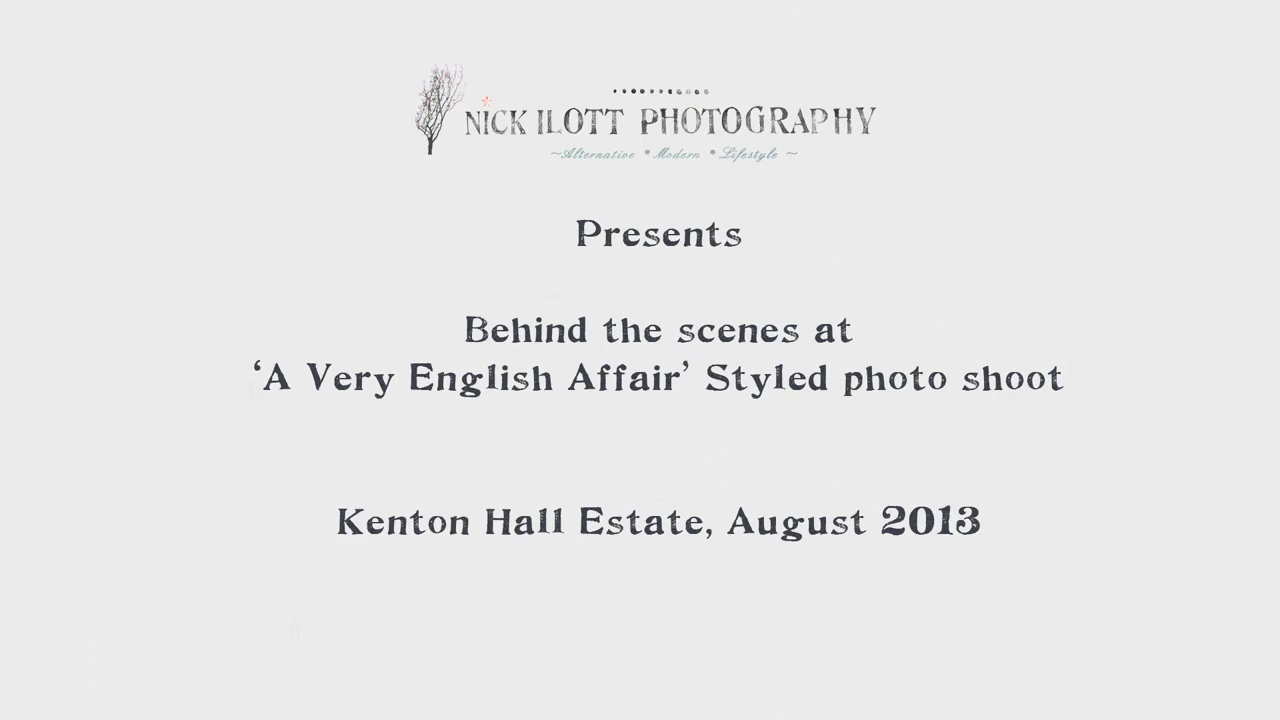 NICK ILOTT PHOTOGRAPHY
~Alternative • Modern • Lifestyle ~
Presents
Behind the scenes at
‘A Very English Affair’ Styled photo shoot
Kenton Hall Estate, August 2013